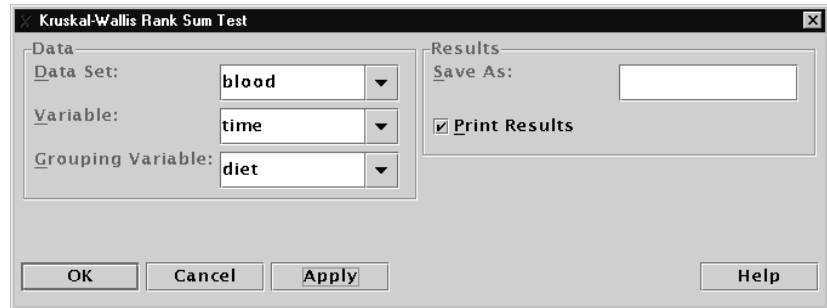 Kruskal-Wallis Rank Sum Test
Data
Data Set:
blood
Variable:
time
Grouping Variable:
diet
Results
Save As:
Print Results
OK
Cancel
Apply
Help